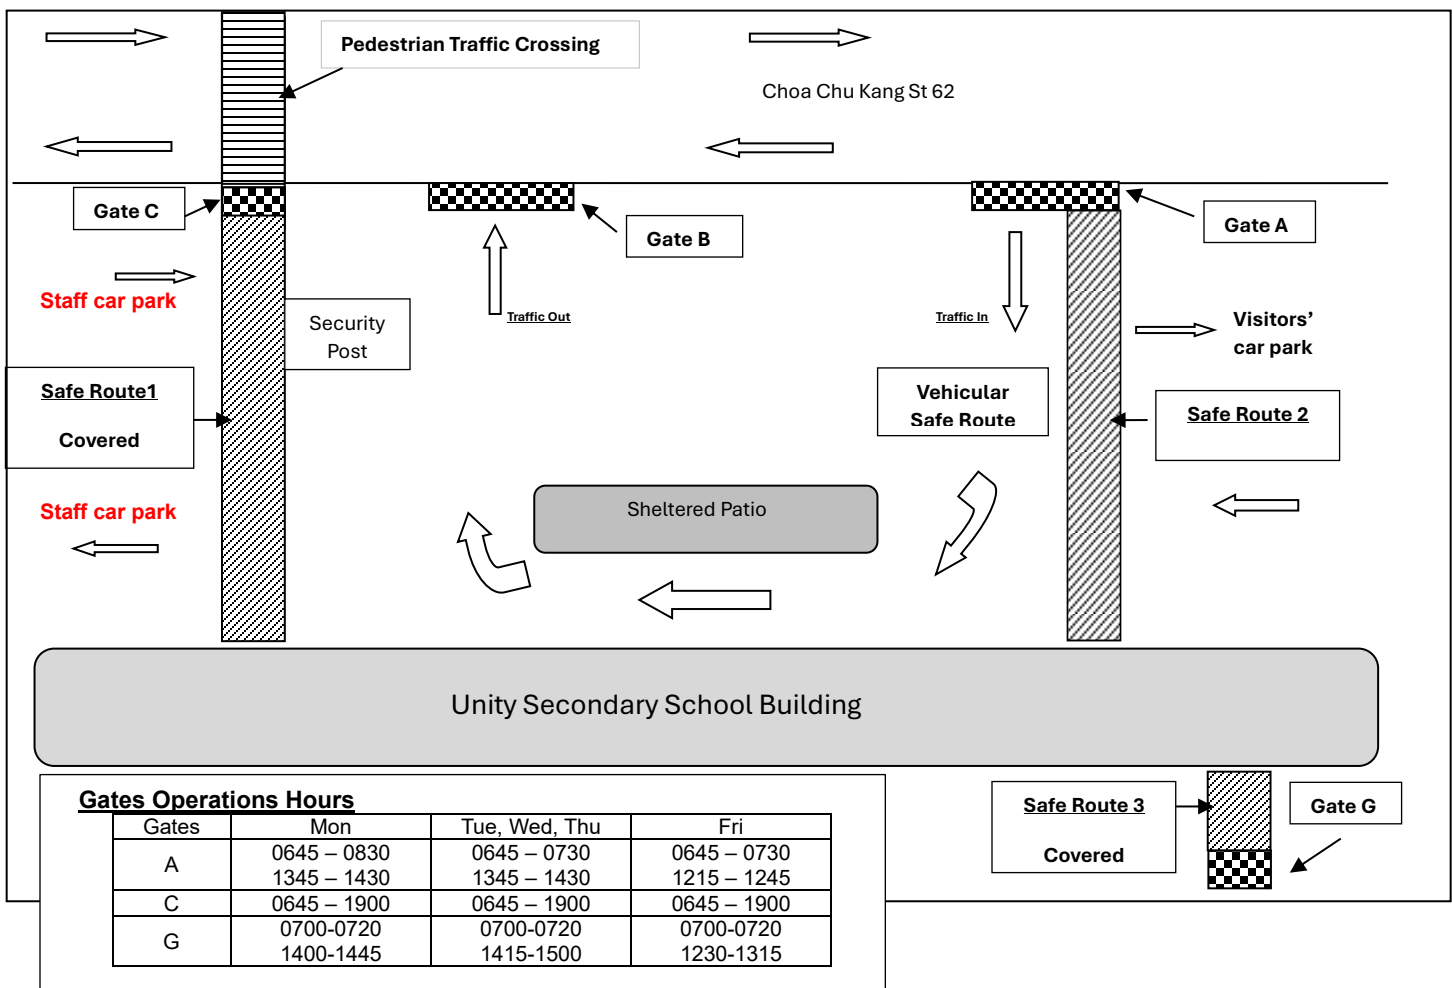 Pedestrian Traffic Crossing
Choa Chu Kang St 62
Gate C
Gate B
Gate A
Staff car park
Security
Post
Traffic Out
Traffic In
Visitors'
car park
Safe Route1
Covered
Vehicular
Safe Route
Safe Route 2
Staff car park
Sheltered Patio
Unity Secondary School Building
Safe Route 3
Covered
Gate G
Gates Operations Hours
Gates Mon Tue, Wed, Thu Fri
A 0645 – 0830 0645 – 0730 0645 – 0730
1345 – 1430 1345 – 1430 1215 – 1245
C 0645 – 1900 0645 – 1900 0645 – 1900
G 0700-0720 0700-0720 0700-0720
1400-1445 1415-1500 1230-1315